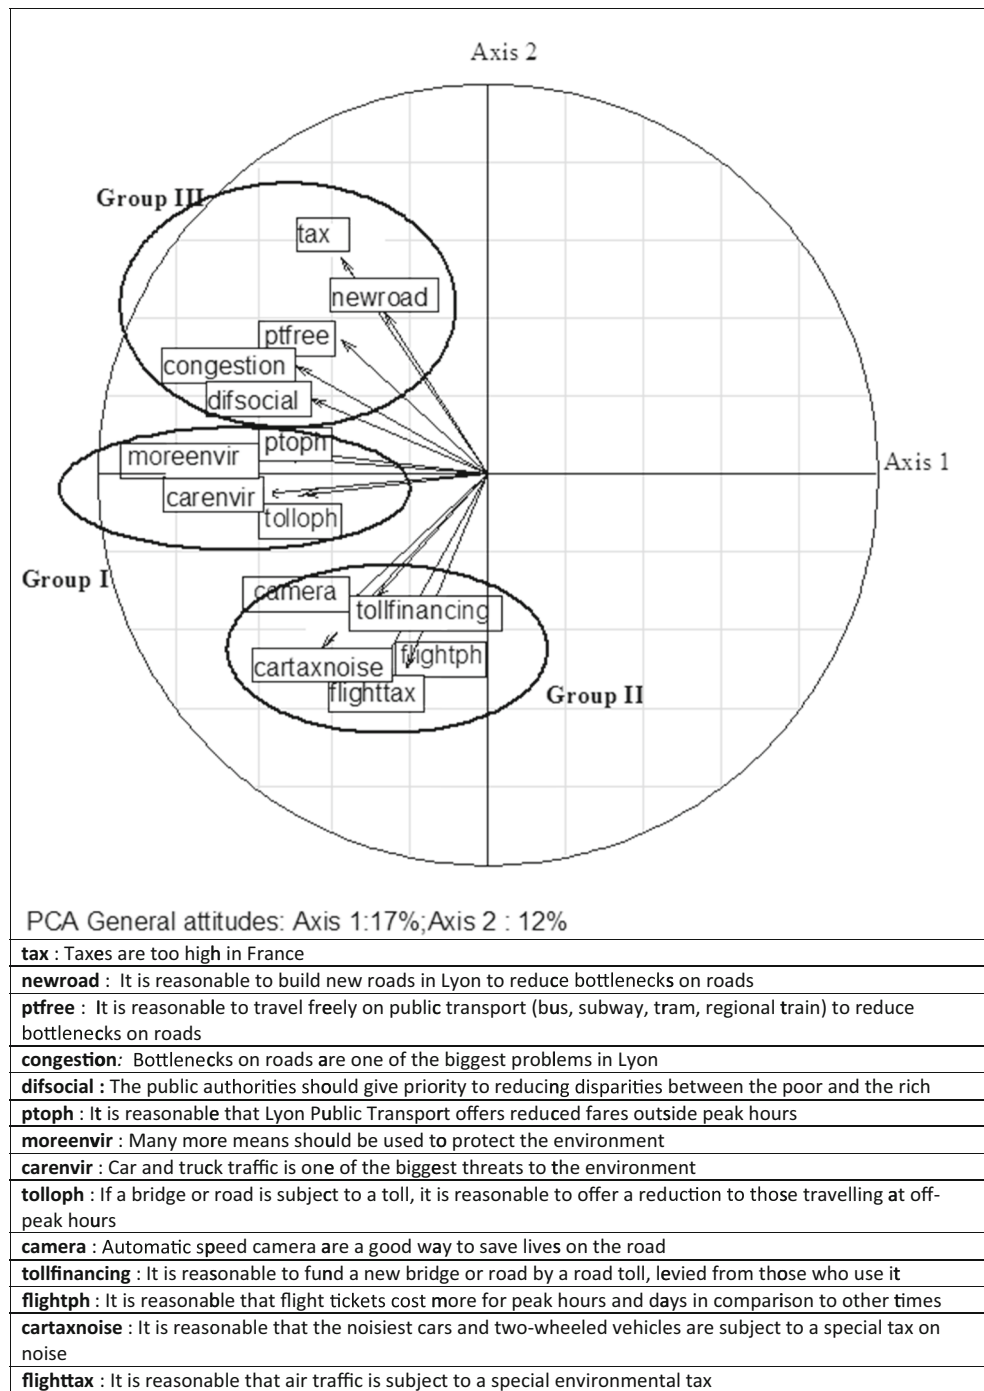 Axis 2
Group III
tax
newroad
ptfree
congestion
difsocial
ptoph
moreenvir
Axis 1
carenvir
tolloph
Group I
camera
tollfinancing
flightph
cartaxnoise
flighttax
Group II
PCA General attitudes: Axis 1:17%;Axis 2 : 12%
tax : Taxes are too high in France
newroad : It is reasonable to build new roads in Lyon to reduce bottlenecks on roads
ptfree : It is reasonable to travel freely on public transport (bus, subway, tram, regional train) to reduce
bottlenecks on roads
congestion: Bottlenecks on roads are one of the biggest problems in Lyon
difsocial : The public authorities should give priority to reducing disparities between the poor and the rich
ptoph : It is reasonable that Lyon Public Transport offers reduced fares outside peak hours
moreenvir : Many more means should be used to protect the environment
carenvir : Car and truck traffic is one of the biggest threats to the environment
tolloph : If a bridge or road is subject to a toll, it is reasonable to offer a reduction to those travelling at off-
peak hours
camera : Automatic speed camera are a good way to save lives on the road
tollfinancing : It is reasonable to fund a new bridge or road by a road toll, levied from those who use it
flightph : It is reasonable that flight tickets cost more for peak hours and days in comparison to other times
cartaxnoise : It is reasonable that the noisiest cars and two-wheeled vehicles are subject to a special tax on
noise
flighttax : It is reasonable that air traffic is subject to a special environmental tax